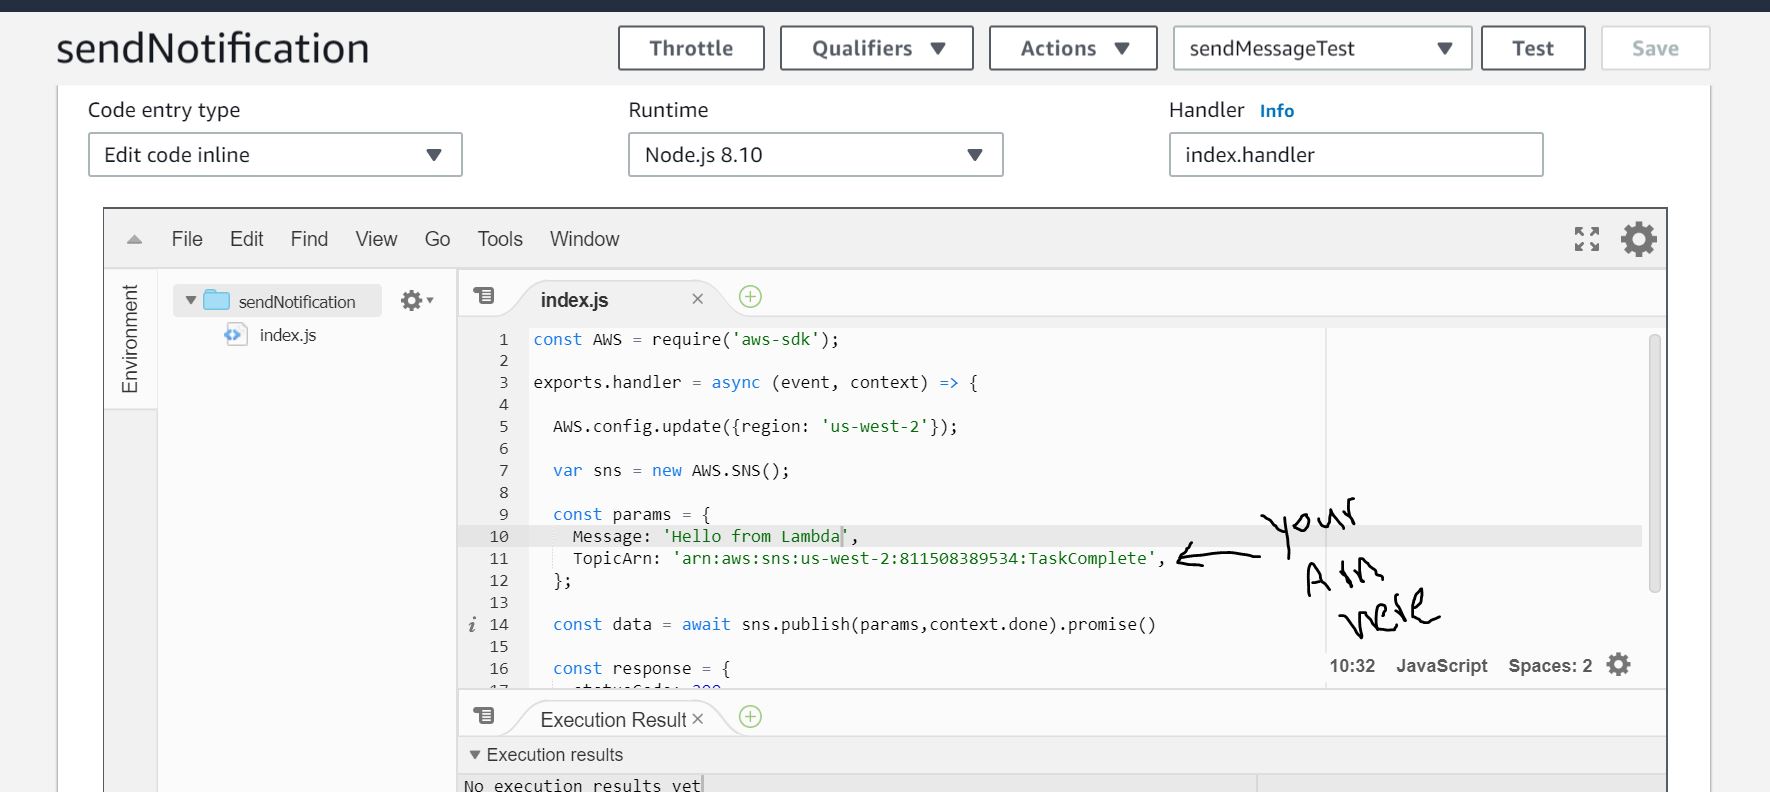 sendNotification
Throttle
Qualifiers
Actions
sendMessageTest
Test
Save
Code entry type
Runtime
Handler Info
Edit code inline
Node.js 8.10
index.handler
File Edit Find View Go Tools Window
Environment
sendNotification
index.js
index.js
1 const AWS = require('aws-sdk');
2
3 exports.handler = async (event, context) => {
4
5 AWS.config.update({region: 'us-west-2'});
6
7 var sns = new AWS.SNS();
8
9 const params = {
10 Message: 'Hello from Lambda',
11 TopicArn: 'arn:aws:sns:us-west-2:811508389534:TaskComplete',
12 };
13
i 14 const data = await sns.publish(params,context.done).promise()
15
16 const response = {
17 statusCode: 200
your
Arn
here
10:32 JavaScript Spaces: 2
Execution Result
Execution results
No execution results yet